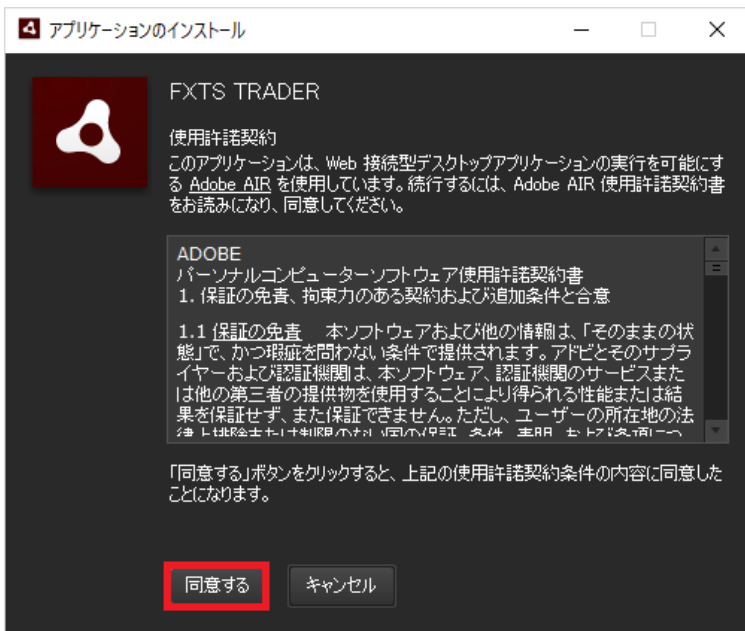 アプリケーションのインストール
FXTS TRADER
使用許諾契約
このアプリケーションは、Web 接続型デスクトップアプリケーションの実行を可能にす
る Adobe AIR を使用しています。続行するには、Adobe AIR 使用許諾契約書
をお読みになり、同意してください。
ADOBE
パーソナルコンピューターソフトウェア使用許諾契約書
1. 保証の免責、拘束力のある契約および追加条件と合意
1.1 保証の免責 本ソフトウェアおよび他の情報は、「そのままの状
態」で、かつ瑕疵を問わない条件で提供されます。アドビとそのサプラ
イヤーおよび認証機関は、本ソフトウェア、認証機関のサービスまた
は他の第三者の提供物を使用することにより得られる性能または結
果を保証せず、また保証できません。ただし、ユーザーの所在地の法
「同意する」ボタンをクリックすると、上記の使用許諾契約条件の内容に同意した
ことになります。
同意する
キャンセル